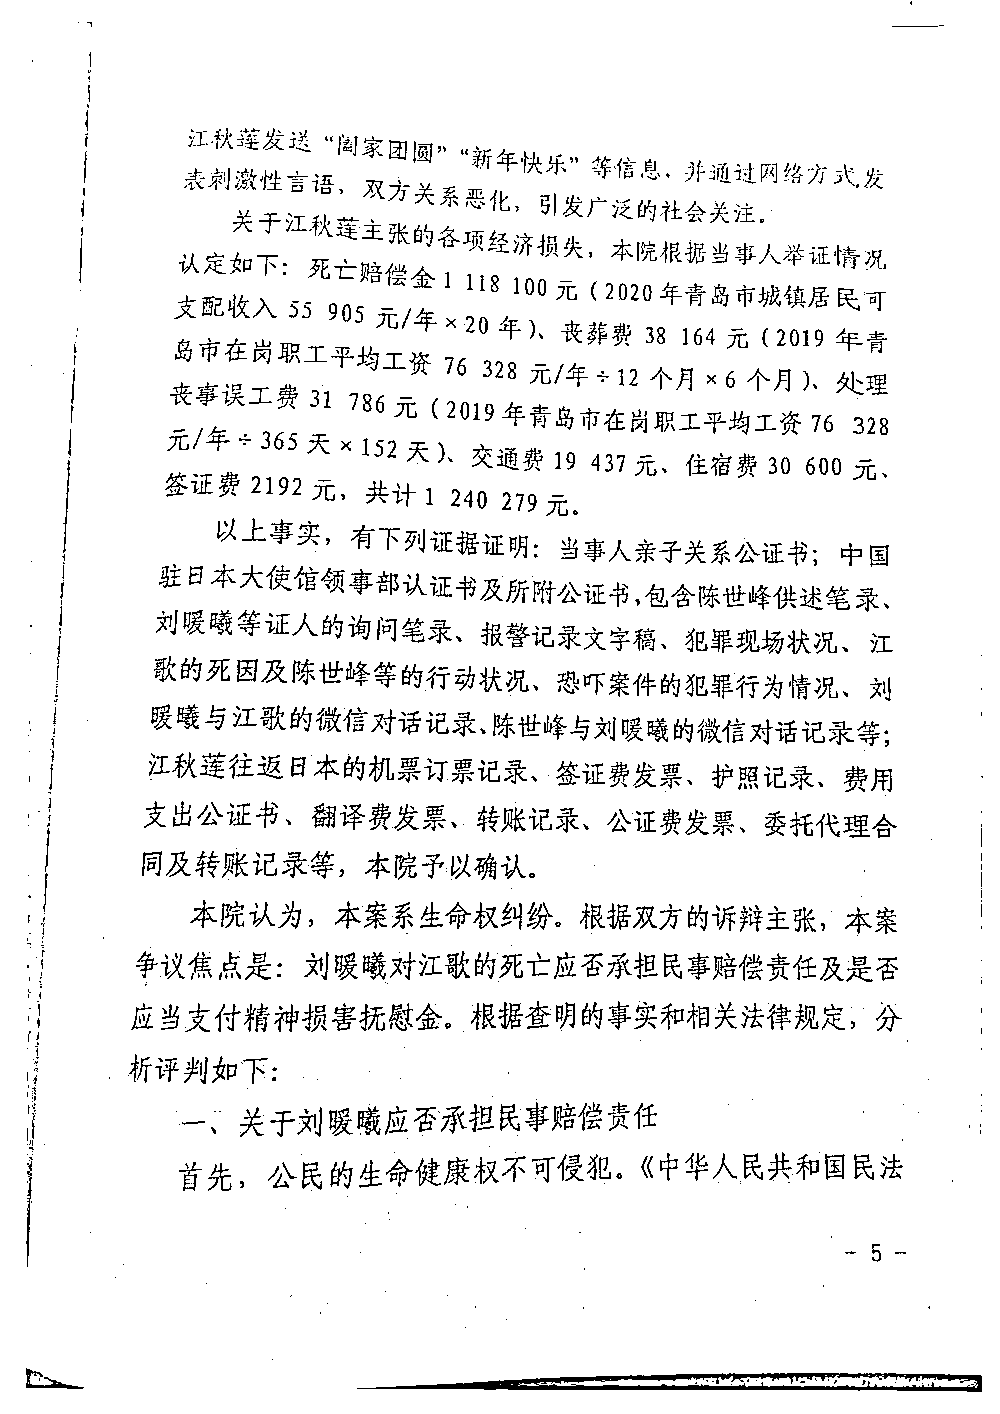 江秋莲发送“阖家团圆”“新年快乐”等信息，并通过网络方式发
表刺激性言语，双方关系恶化，引发广泛的社会关注。
关于江秋莲主张的各项经济损失，本院根据当事人举证情况
认定如下：死亡赔偿金1 118 100元（2020年青岛市城镇居民可
支配收入 55 905 元/年×20 年）、丧葬费 38 164 元（2019 年青
岛市在岗职工平均工资 76 328 元/年÷12 个月×6 个月）、处理
丧事误工费 31 786 元（2019年青岛市在岗职工平均工资 76 328
元/年÷365 天×152 天）、交通费 19 437 元、住宿费 30 600 元、
签证费 2192 元，共计 1 240 279 元。
以上事实，有下列证据证明：当事人亲子关系公证书；中国
驻日本大使馆领事部认证书及所附公证书，包含陈世峰供述笔录、
刘暖曦等证人的询问笔录、报警记录文字稿、犯罪现场状况、江
歌的死因及陈世峰等的行动状况、恐吓案件的犯罪行为情况、刘
暖曦与江歌的微信对话记录、陈世峰与刘暖曦的微信对话记录等；
江秋莲往返日本的机票订票记录、签证费发票、护照记录、费用
支出公证书、翻译费发票、转账记录、公证费发票、委托代理合
同及转账记录等，本院予以确认。
本院认为，本案系生命权纠纷。根据双方的诉辩主张，本案
争议焦点是：刘暖曦对江歌的死亡应否承担民事赔偿责任及是否
应当支付精神损害抚慰金。根据查明的事实和相关法律规定，分
析评判如下：
一、关于刘暖曦应否承担民事赔偿责任
首先，公民的生命健康权不可侵犯。《中华人民共和国民法
- 5 -